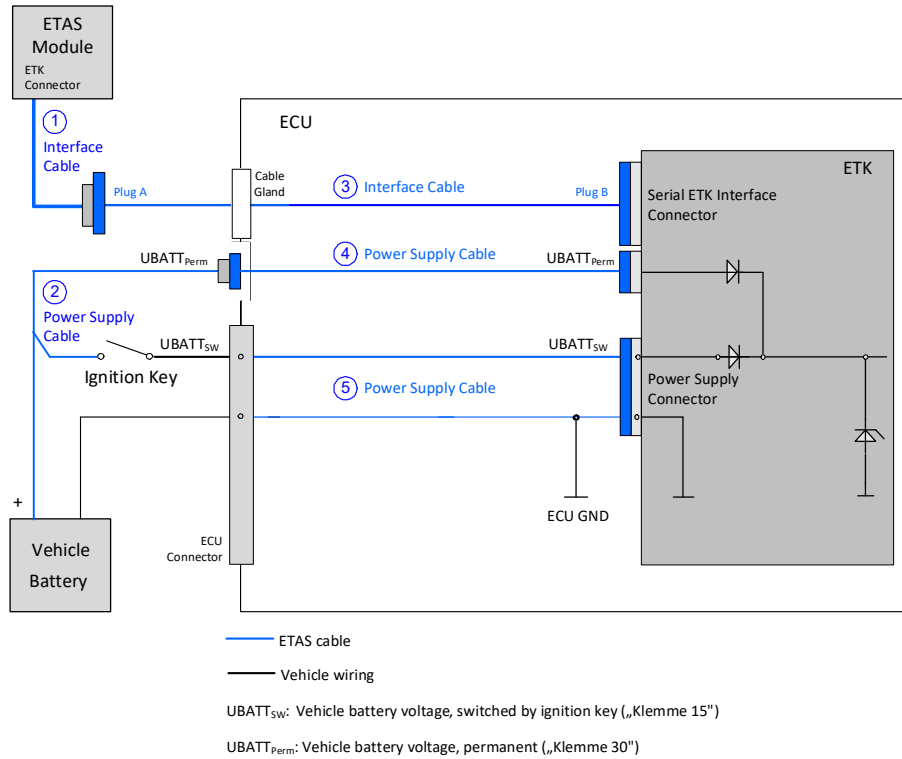 ETAS
Module
ETK
Connector
1
Interface
Cable
ECU
ETK
Plug A
Cable
Gland
3 Interface Cable
Plug B
Serial ETK Interface
Connector
UBATTPerm
4 Power Supply Cable
UBATTPerm
2
Power Supply
Cable
UBATTSW
Ignition Key
UBATTSW
5 Power Supply Cable
Power Supply
Connector
+
Vehicle
Battery
ECU
Connector
ECU GND
ETAS cable
Vehicle wiring
UBATTSW: Vehicle battery voltage, switched by ignition key („Klemme 15")
UBATTPerm: Vehicle battery voltage, permanent („Klemme 30")